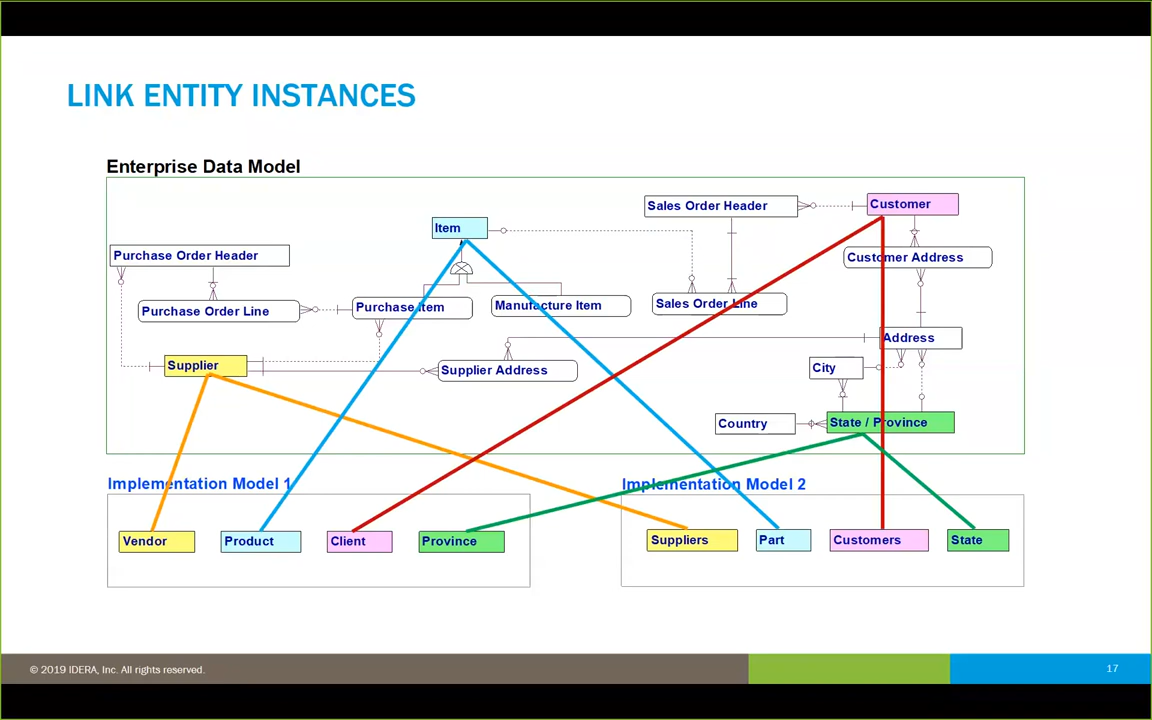 LINK ENTITY INSTANCES
Enterprise Data Model
Sales Order Header
Customer
Item
Purchase Order Header
Customer Address
Purchase Order Line
Purchase Item
Manufacture Item
Sales Order Line
Address
Supplier
Supplier Address
City
Country
State / Province
Implementation Model 1
Implementation Model 2
Vendor
Product
Client
Province
Suppliers
Part
Customers
State
© 2019 IDERA, Inc. All rights reserved.
17